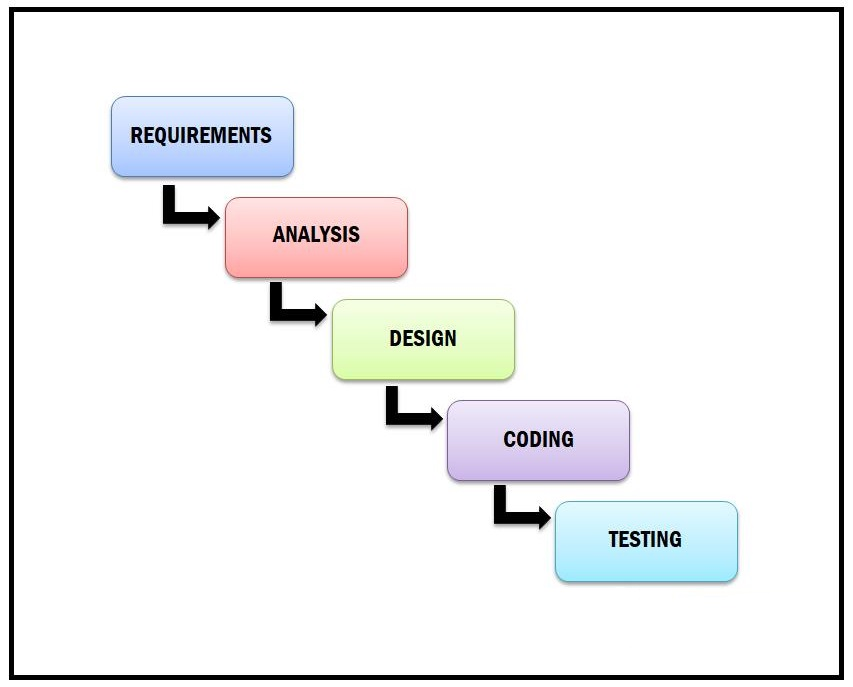 REQUIREMENTS
ANALYSIS
DESIGN
CODING
TESTING